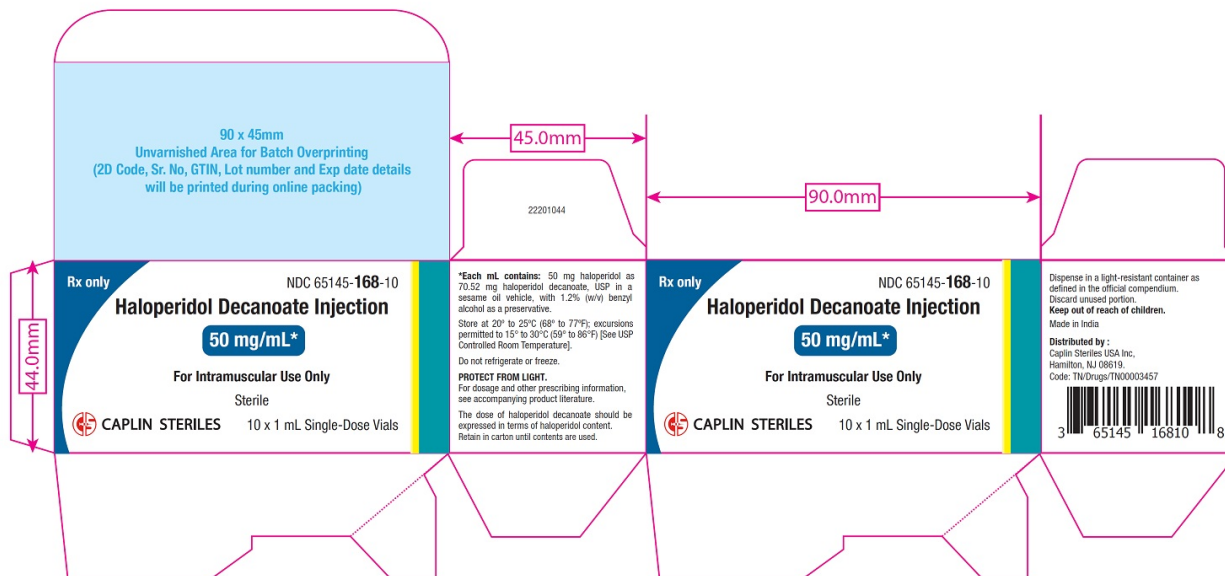 90 x 45mm
Unvarnished Area for Batch Overprinting
(2D Code, Sr. No, GTIN, Lot number and Exp date details
will be printed during online packing)
45.0mm
90.0mm
22201044
44.0mm
Rx only
NDC 65145-168-10
Haloperidol Decanoate Injection
50 mg/mL*
For Intramuscular Use Only
Sterile
CAPLIN STERILES
10 x 1 mL Single-Dose Vials
*Each mL contains: 50 mg haloperidol as
70.52 mg haloperidol decanoate, USP in a
sesame oil vehicle, with 1.2% (w/v) benzyl
alcohol as a preservative.
Store at 20° to 25°C (68° to 77°F); excursions
permitted to 15° to 30°C (59° to 86°F) [See USP
Controlled Room Temperature].
Do not refrigerate or freeze.
PROTECT FROM LIGHT.
For dosage and other prescribing information,
see accompanying product literature.
The dose of haloperidol decanoate should be
expressed in terms of haloperidol content.
Retain in carton until contents are used.
Rx only
NDC 65145-168-10
Haloperidol Decanoate Injection
50 mg/mL*
For Intramuscular Use Only
Sterile
CAPLIN STERILES
10 x 1 mL Single-Dose Vials
Dispense in a light-resistant container as
defined in the official compendium.
Discard unused portion.
Keep out of reach of children.
Made in India
Distributed by :
Caplin Steriles USA Inc,
Hamilton, NJ 08619.
Code: TN/Drugs/TN00003457
3 65145 16810 8